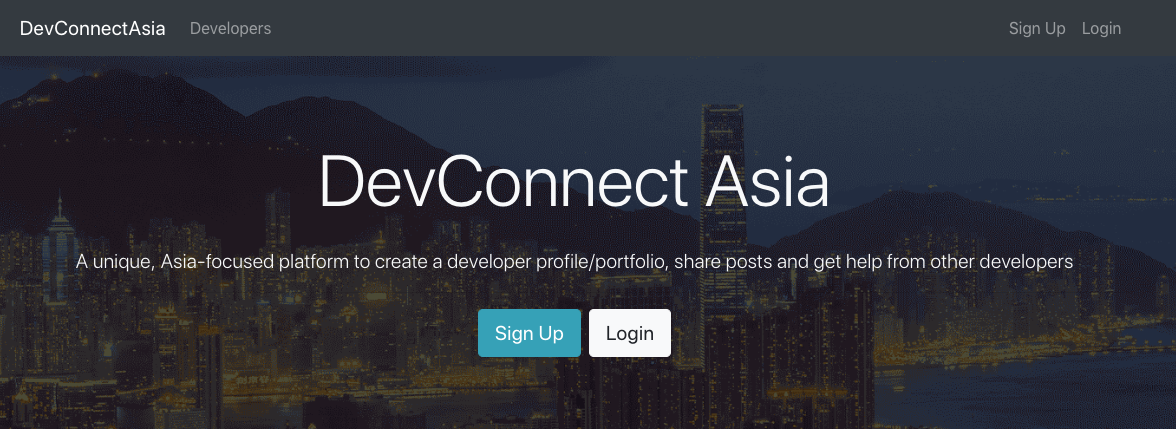 DevConnectAsia Developers Sign Up Login
DevConnect Asia
A unique, Asia-focused platform to create a developer profile/portfolio, share posts and get help from other developers
Sign Up Login